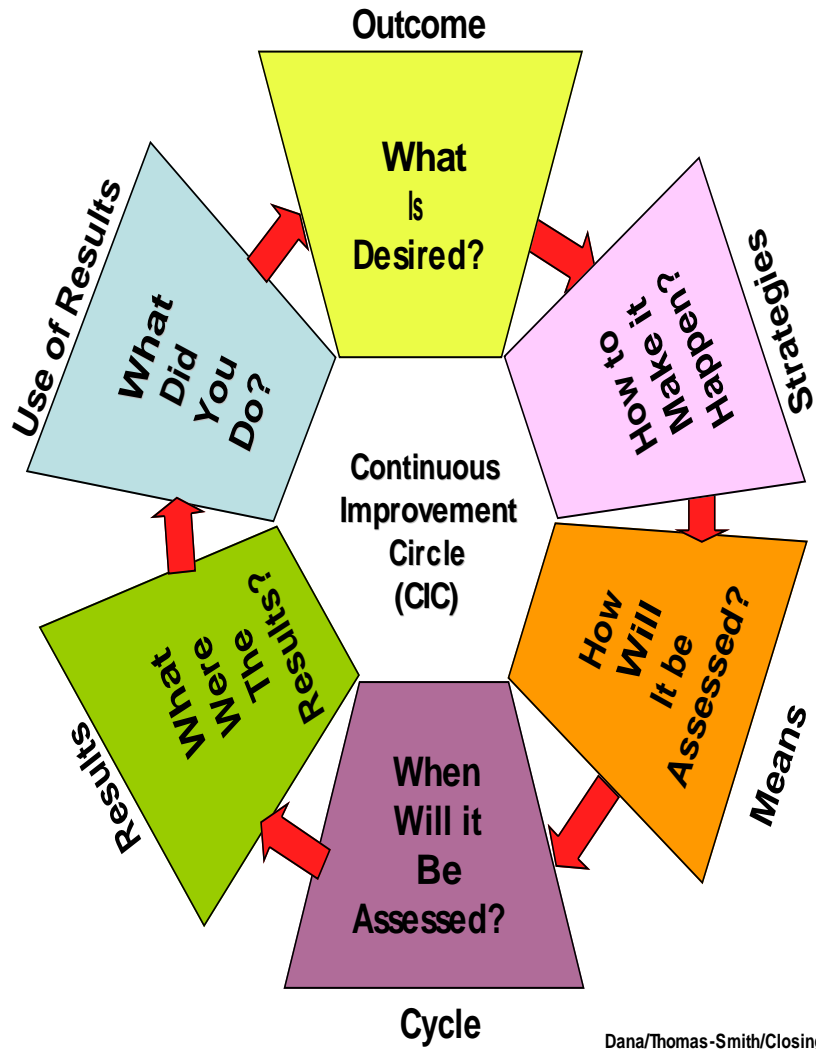 Outcome
What
Is
Desired?
Strategies
How to
Make it
Happen?
How
Will
It be
Assessed?
Means
When
Will it
Be
Assessed?
Cycle
What
Were
The
Results?
Results
What
Did
You
Do?
Use of Results
Continuous
Improvement
Circle
(CIC)
Dana/Thomas-Smith/Closing